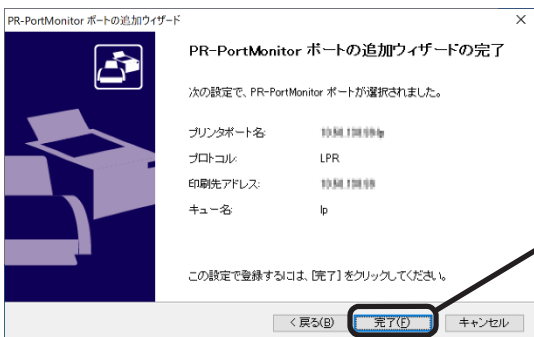 PR-PortMonitor ポートの追加ウィザード
PR-PortMonitor ポートの追加ウィザードの完了
次の設定で、PR-PortMonitor ポートが選択されました。
プリンタポート名:
プロトコル: LPR
印刷先アドレス:
キュー名: lp
この設定で登録するには、[完了] をクリックしてください。
< 戻る(B) 完了(F) キャンセル